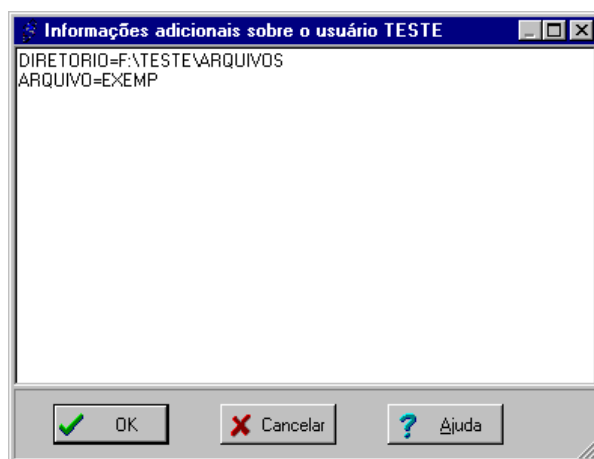 Informações adicionais sobre o usuário TESTE
DIRETORIO=F:\TESTE\ARQUIVOS
ARQUIVO=EXEMP
OK Cancelar Ajuda